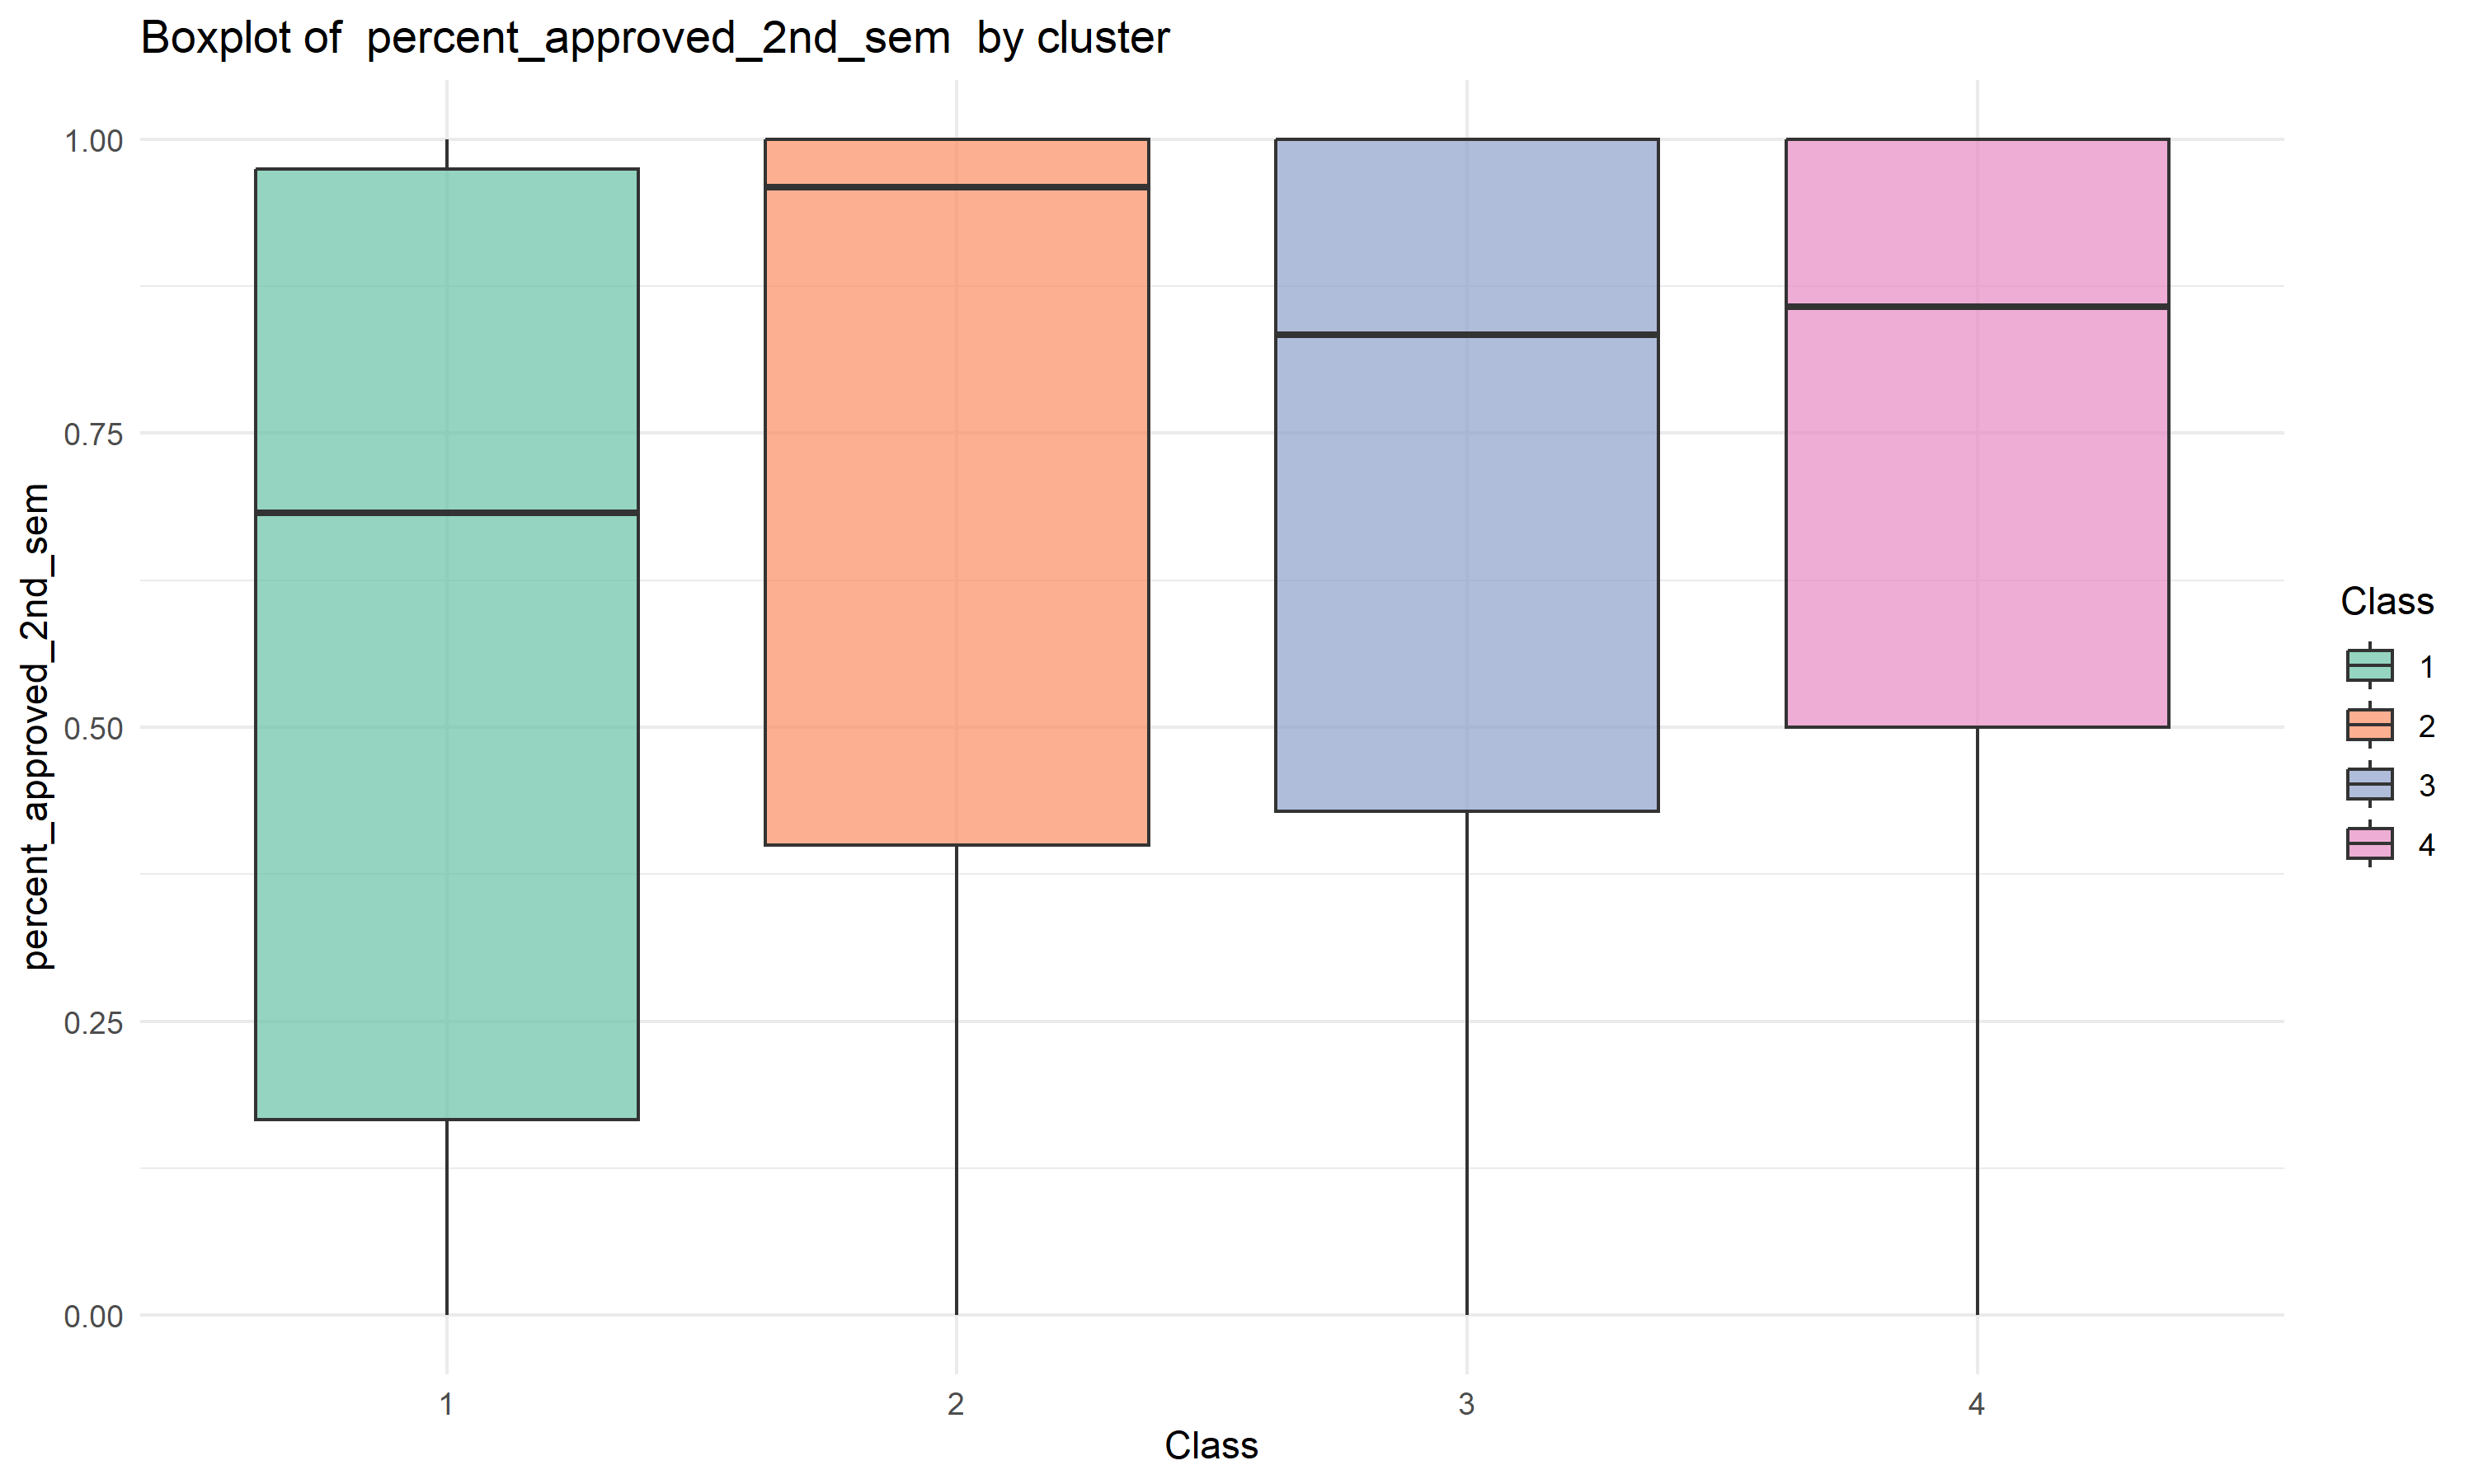 Boxplot of  percent_approved_2nd_sem  by cluster
percent_approved_2nd_sem
1.00
0.75
0.50
0.25
0.00
1 2 3 4
Class
Class
1
2
3
4